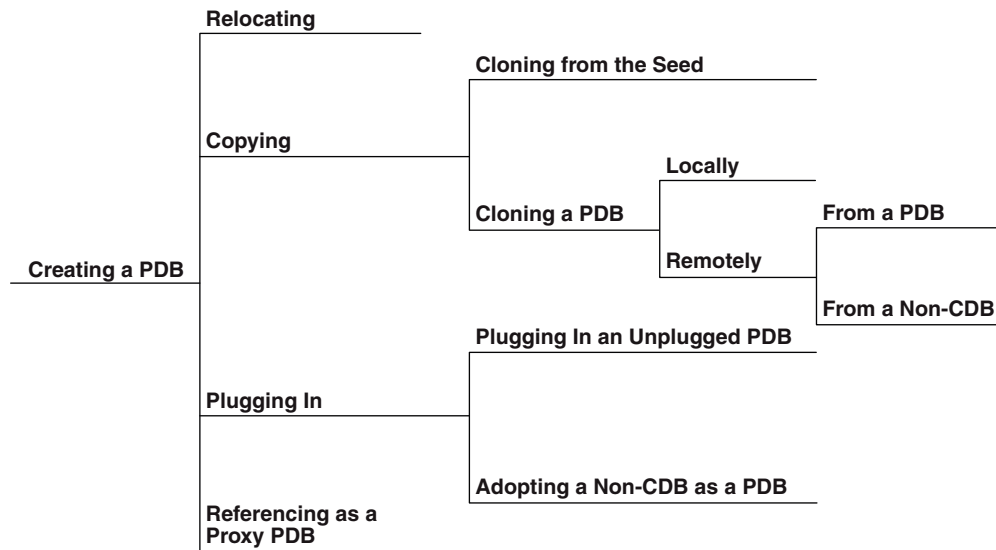 Relocating
Cloning from the Seed
Copying
Locally
Cloning a PDB
From a PDB
Remotely
Creating a PDB
From a Non-CDB
Plugging In an Unplugged PDB
Plugging In
Adopting a Non-CDB as a PDB
Referencing as a
Proxy PDB